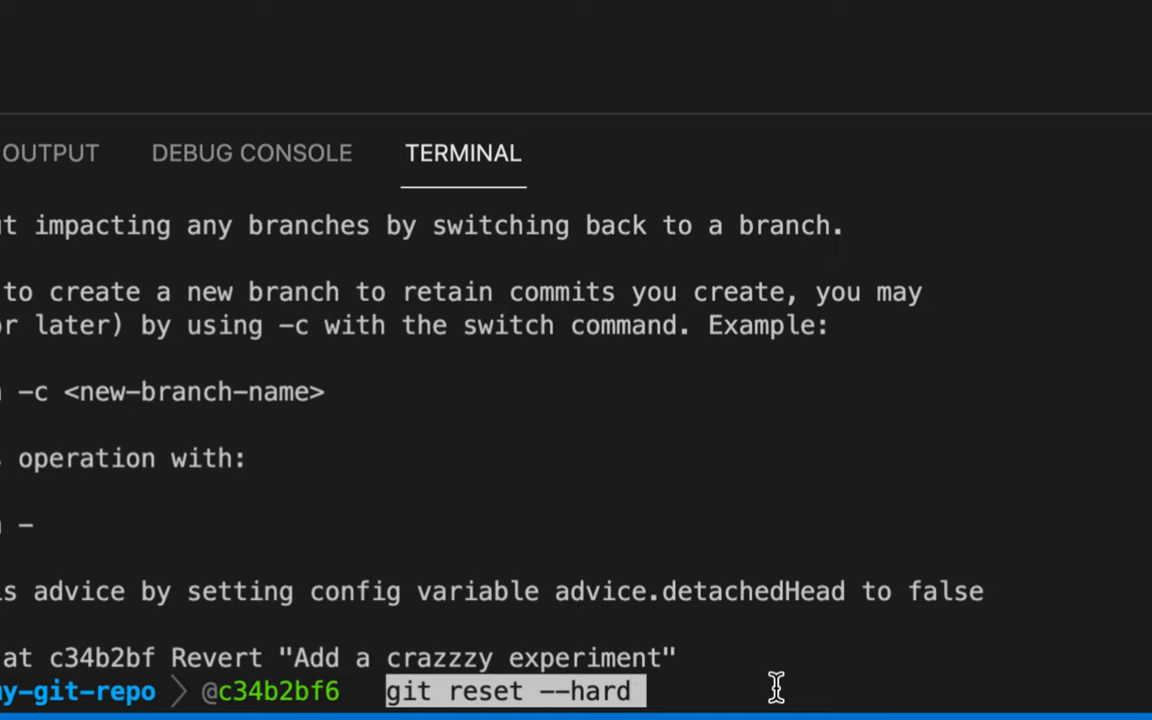 OUTPUT DEBUG CONSOLE TERMINAL
impacting any branches by switching back to a branch.
to create a new branch to retain commits you create, you may
later) by using -c with the switch command. Example:
-c <new-branch-name>
operation with:
-
advice by setting config variable advice.detachedHead to false
at c34b2bf Revert "Add a crazzzy experiment"
y-git-repo @c34b2bf6 git reset --hard